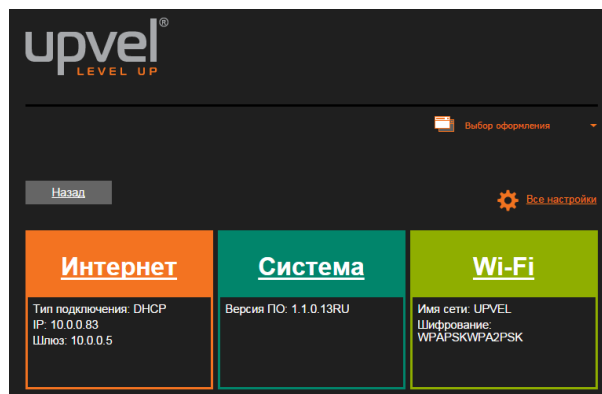 upvel®
LEVEL UP
Выбор оформления
Назад
Все настройки
Интернет
Тип подключения: DHCP
IP: 10.0.0.83
Шлюз: 10.0.0.5
Система
Версия ПО: 1.1.0.13RU
Wi-Fi
Имя сети: UPVEL
Шифрование:
WPAPSKWPA2PSK